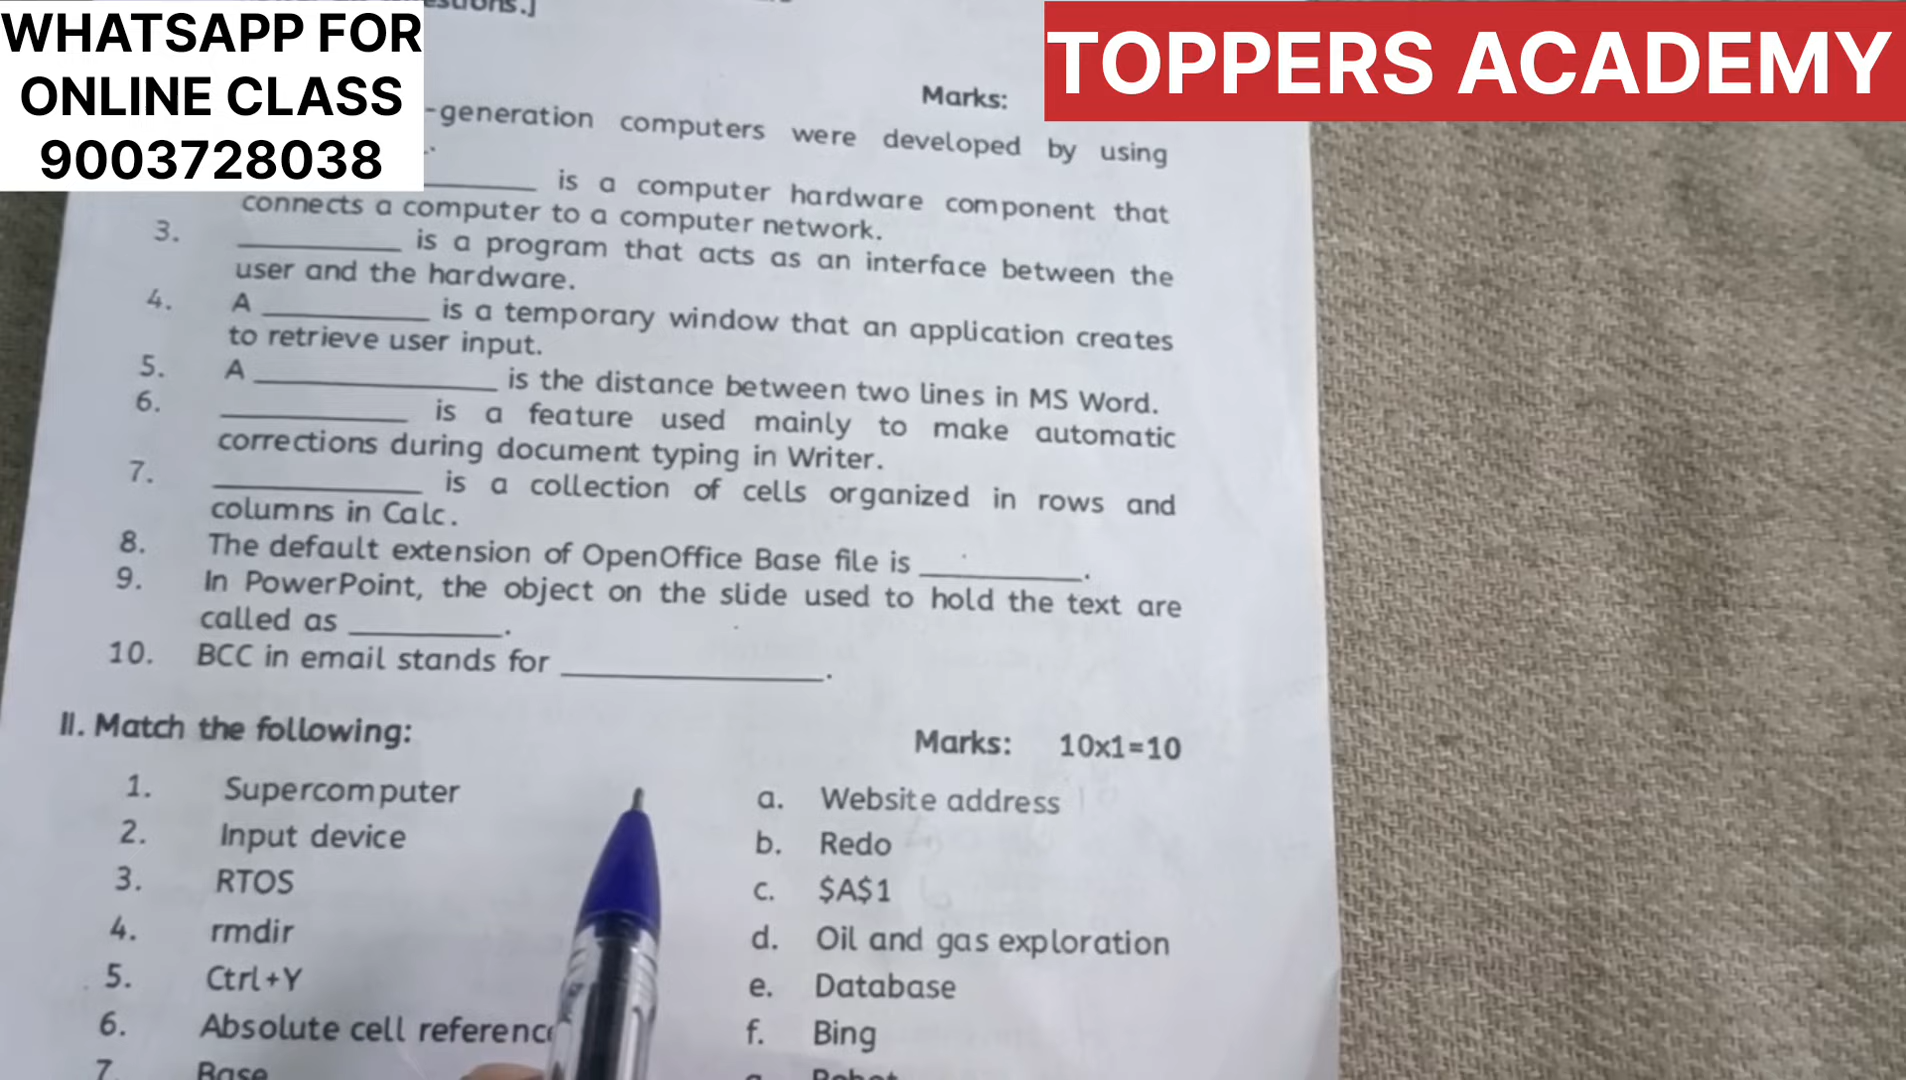 WHATSAPP FOR
ONLINE CLASS
9003728038
TOPPERS ACADEMY
Marks:
-generation computers were developed by using
.
________ is a computer hardware component that
connects a computer to a computer network.
3. __________ is a program that acts as an interface between the
user and the hardware.
4. A __________ is a temporary window that an application creates
to retrieve user input.
5. A ______________ is the distance between two lines in MS Word.
6. ___________ is a feature used mainly to make automatic
corrections during document typing in Writer.
7. ____________ is a collection of cells organized in rows and
columns in Calc.
8. The default extension of OpenOffice Base file is __________.
9. In PowerPoint, the object on the slide used to hold the text are
called as _________.
10. BCC in email stands for ________________.
II. Match the following:
Marks: 10x1=10
1. Supercomputer a. Website address
2. Input device b. Redo
3. RTOS c. $A$1
4. rmdir d. Oil and gas exploration
5. Ctrl+Y e. Database
6. Absolute cell referenc f. Bing
7. Base